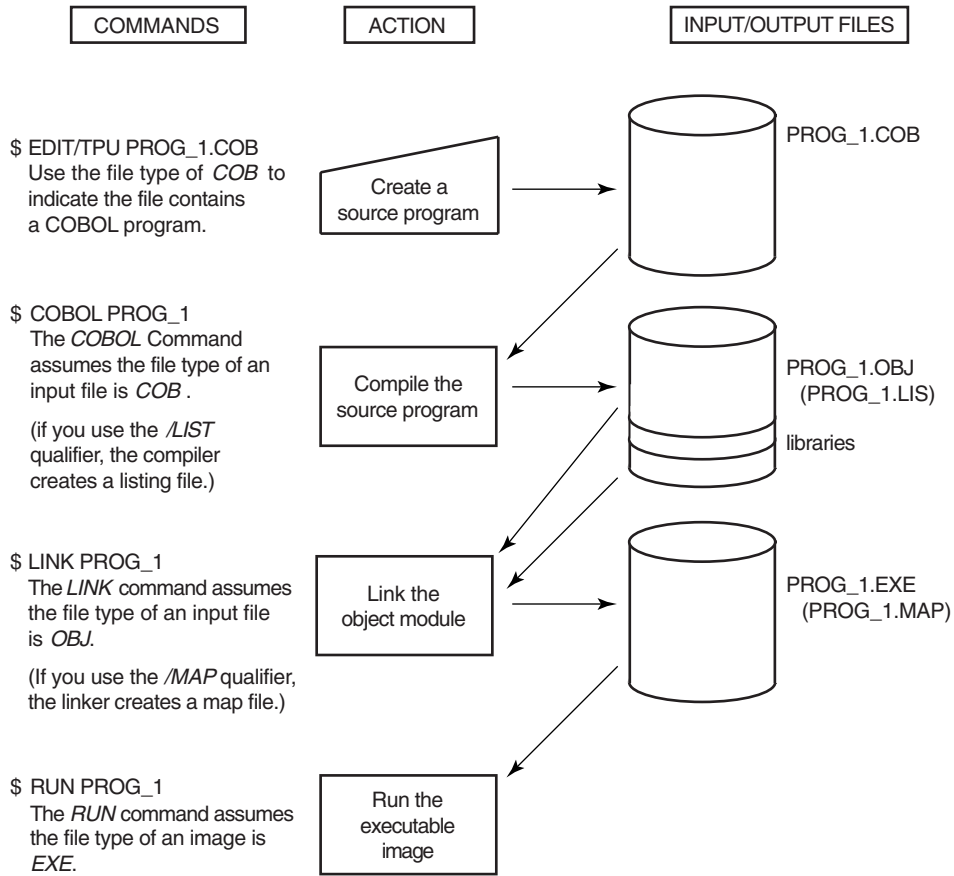 COMMANDS
ACTION
INPUT/OUTPUT FILES
$ EDIT/TPU PROG_1.COB
Use the file type of COB to
indicate the file contains
a COBOL program.
Create a
source program
PROG_1.COB
$ COBOL PROG_1
The COBOL Command
assumes the file type of an
input file is COB .
(if you use the /LIST
qualifier, the compiler
creates a listing file.)
Compile the
source program
PROG_1.OBJ
(PROG_1.LIS)
libraries
$ LINK PROG_1
The LINK command assumes
the file type of an input file
is OBJ.
(If you use the /MAP qualifier,
the linker creates a map file.)
Link the
object module
PROG_1.EXE
(PROG_1.MAP)
$ RUN PROG_1
The RUN command assumes
the file type of an image is
EXE.
Run the
executable
image